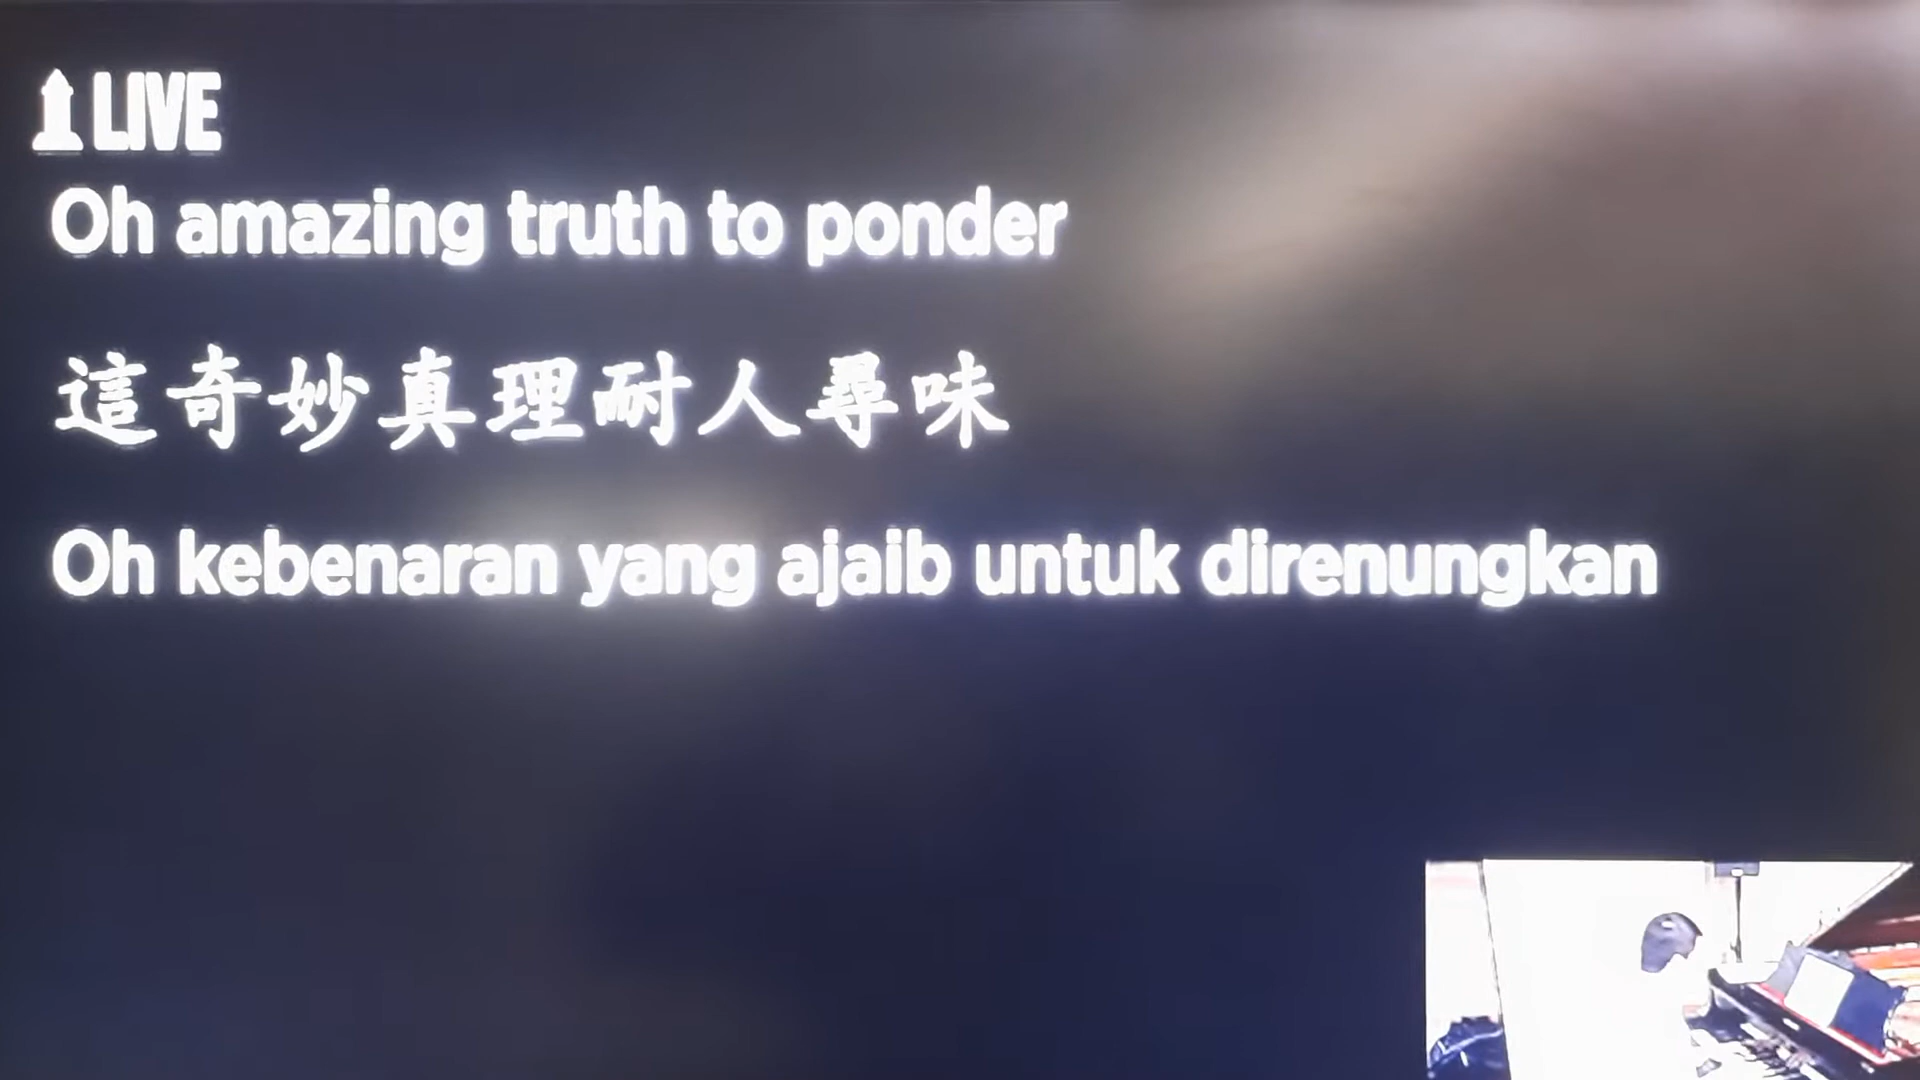 LIVE
Oh amazing truth to ponder
這奇妙真理耐人尋味
Oh kebenaran yang ajaib untuk direnungkan